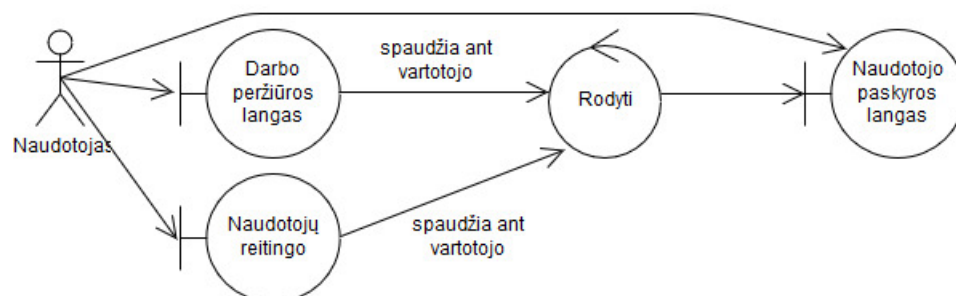 spaudžia ant
vartotojo
Darbo
peržiūros
langas
Rodyti
Naudotojo
paskyros
langas
Naudotojas
Naudotojų
reitingo
spaudžia ant
vartotojo